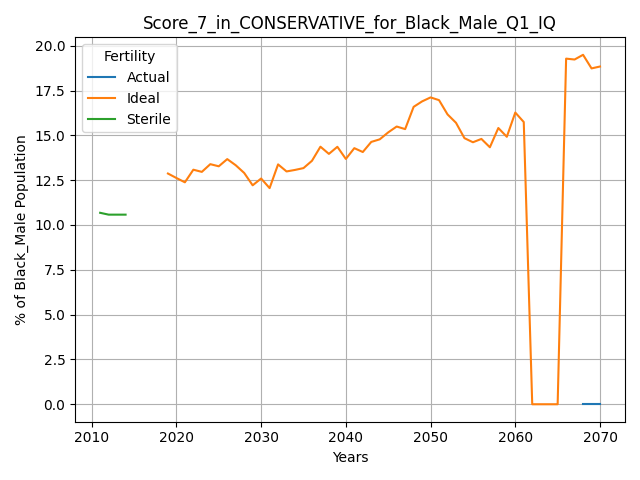 Score_7_in_CONSERVATIVE_for_Black_Male_Q1_IQ
Fertility
Actual
Ideal
Sterile
% of Black_Male Population
20.0
17.5
15.0
12.5
10.0
7.5
5.0
2.5
0.0
2010 2020 2030 2040 2050 2060 2070
Years